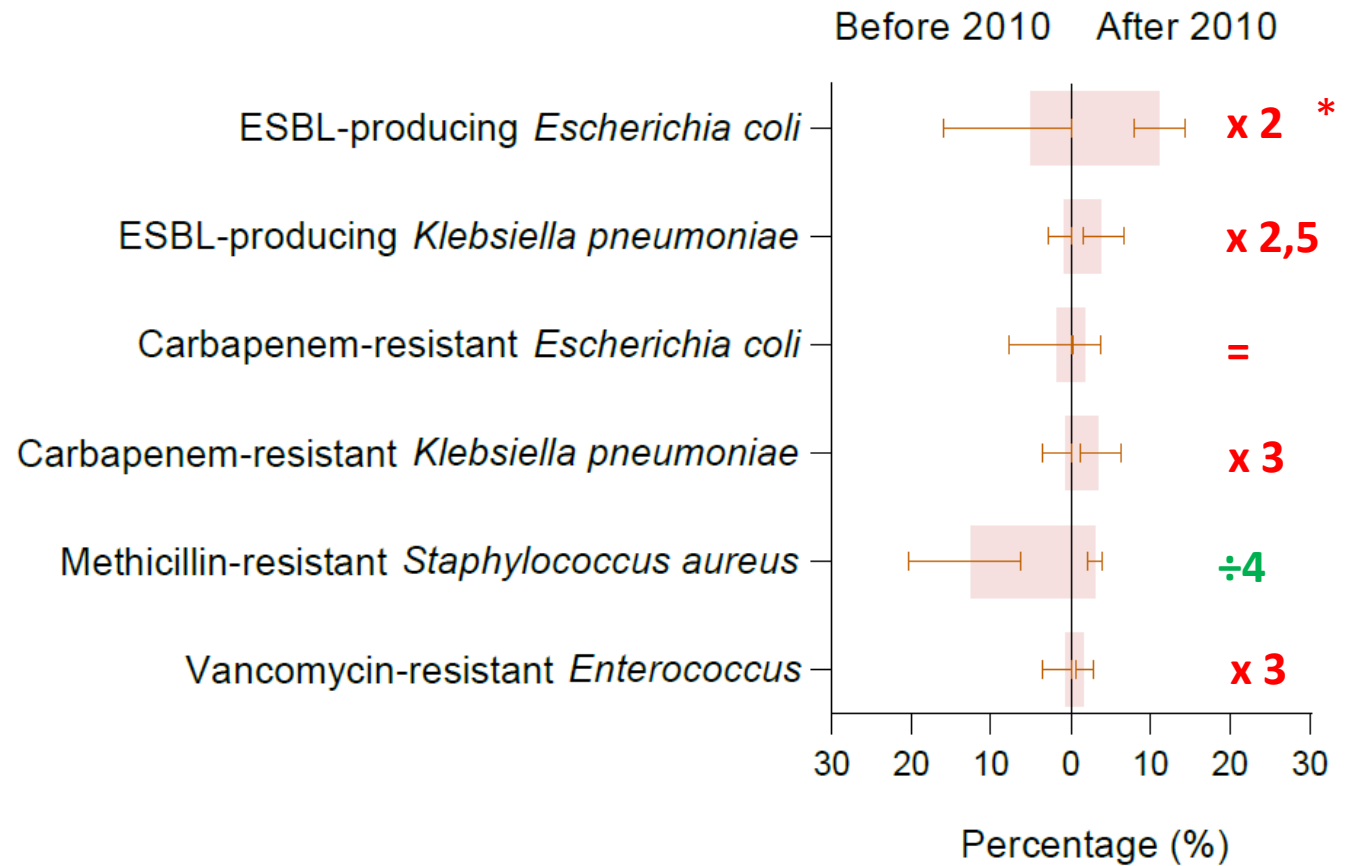 Before 2010 After 2010
ESBL-producing Escherichia coli x 2 *
ESBL-producing Klebsiella pneumoniae x 2,5
Carbapenem-resistant Escherichia coli =
Carbapenem-resistant Klebsiella pneumoniae x 3
Methicillin-resistant Staphylococcus aureus ÷4
Vancomycin-resistant Enterococcus x 3
30 20 10 0 10 20 30
Percentage (%)